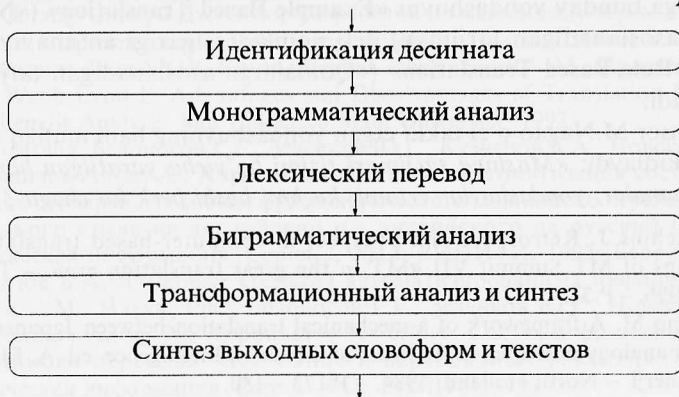 Идентификация десигната
Монограмматический анализ
Лексический перевод
Биграмматический анализ
Трансформационный анализ и синтез
Синтез выходных словоформ и текстов